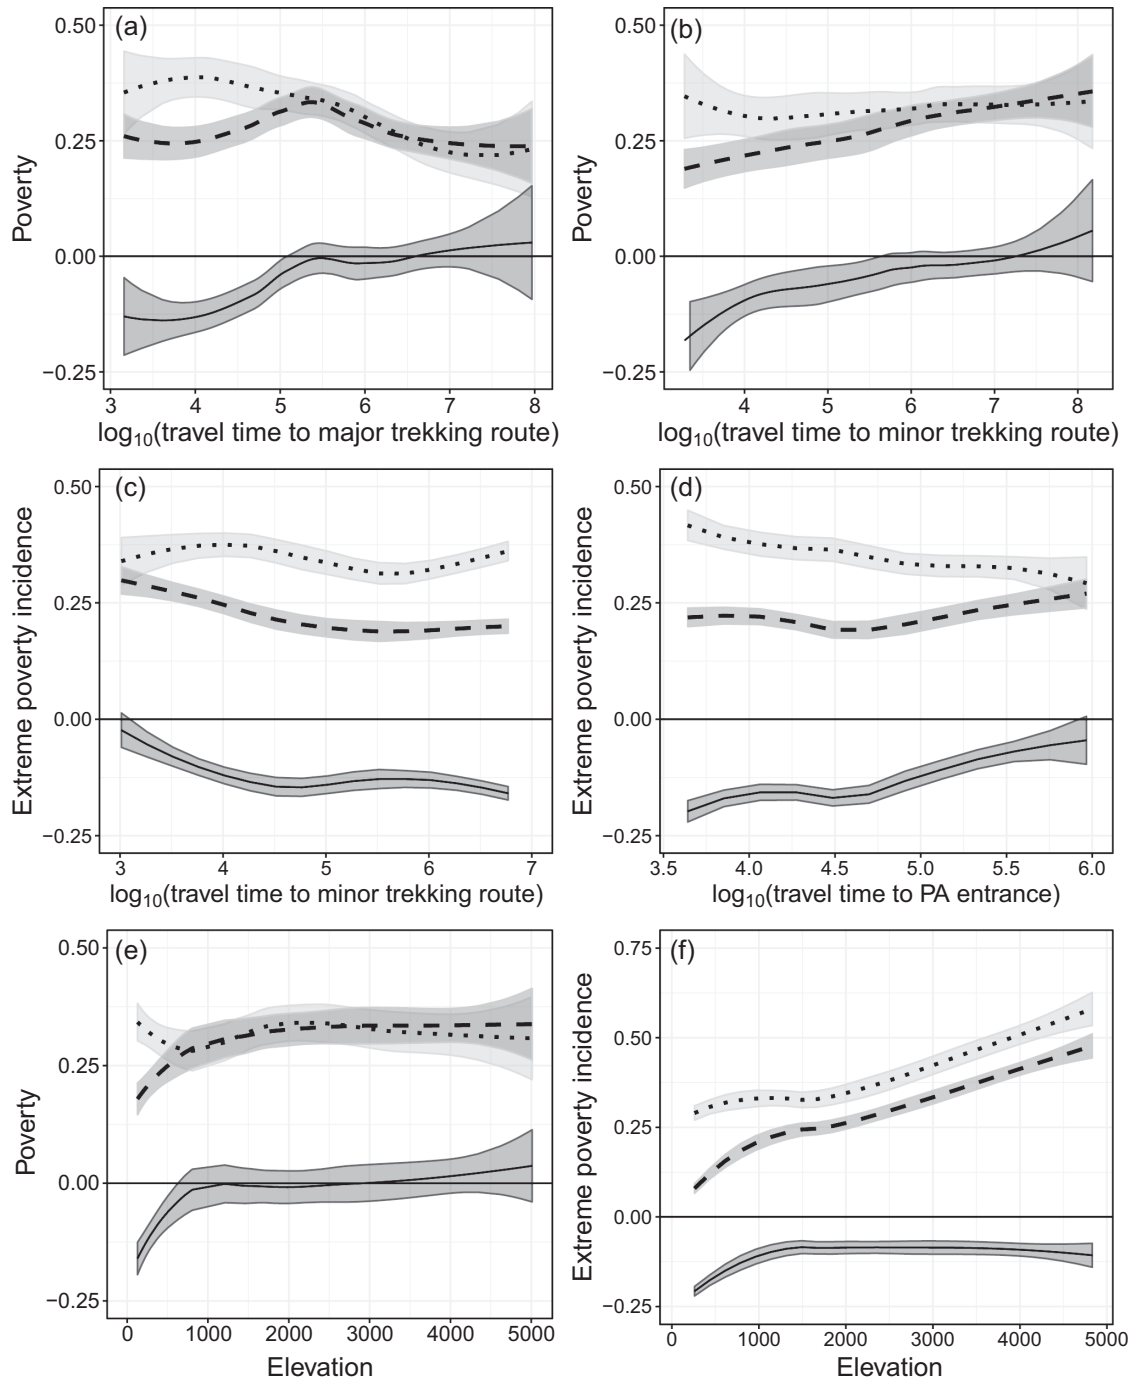 (a)
0.50
0.25
0.00
−0.25
Poverty
3 4 5 6 7 8
log10(travel time to major trekking route)
(b)
0.50
0.25
0.00
−0.25
Poverty
4 5 6 7 8
log10(travel time to minor trekking route)
(c)
0.50
0.25
0.00
−0.25
Extreme poverty incidence
3 4 5 6 7
log10(travel time to minor trekking route)
(d)
0.50
0.25
0.00
−0.25
Extreme poverty incidence
3.5 4.0 4.5 5.0 5.5 6.0
log10(travel time to PA entrance)
(e)
0.50
0.25
0.00
−0.25
Poverty
0 1000 2000 3000 4000 5000
Elevation
(f)
0.75
0.50
0.25
0.00
−0.25
Extreme poverty incidence
0 1000 2000 3000 4000 5000
Elevation